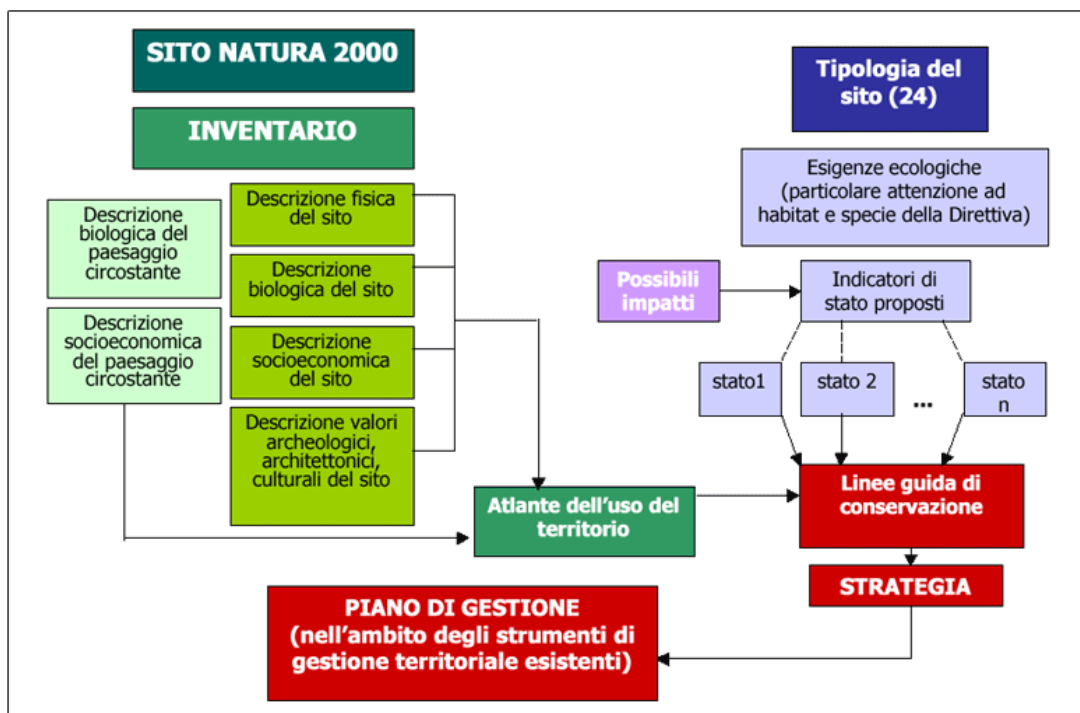 SITO NATURA 2000
INVENTARIO
Descrizione
biologica del
paesaggio
circostante
Descrizione
socioeconomica
del paesaggio
circostante
Descrizione fisica
del sito
Descrizione
biologica del sito
Descrizione
socioeconomica
del sito
Descrizione valori
archeologici,
architettonici,
culturali del sito
Atlante dell'uso del
territorio
Tipologia del
sito (24)
Esigenze ecologiche
(particolare attenzione ad
habitat e specie della Direttiva)
Possibili
impatti
Indicatori di
stato proposti
stato1
stato 2
...
stato
n
Linee guida di
conservazione
STRATEGIA
PIANO DI GESTIONE
(nell'ambito degli strumenti di
gestione territoriale esistenti)